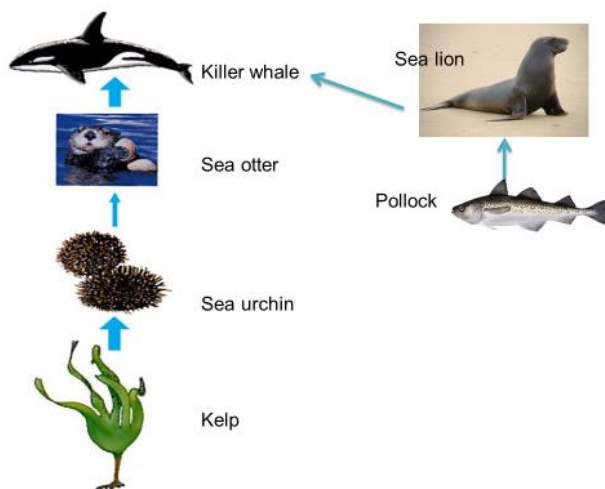 Killer whale
Sea lion
Sea otter
Pollock
Sea urchin
Kelp